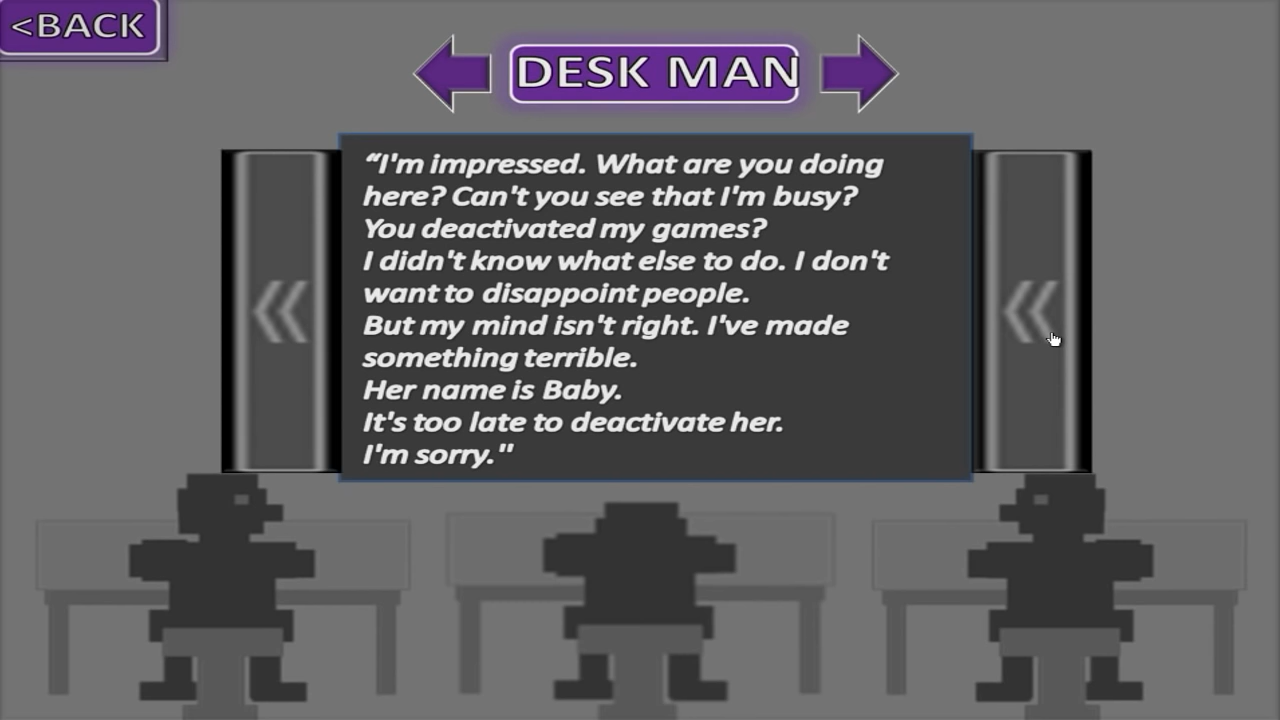 <BACK
DESK MAN
“I'm impressed. What are you doing
here? Can't you see that I'm busy?
You deactivated my games?
I didn't know what else to do. I don't
want to disappoint people.
But my mind isn't right. I've made
something terrible.
Her name is Baby.
It's too late to deactivate her.
I'm sorry."